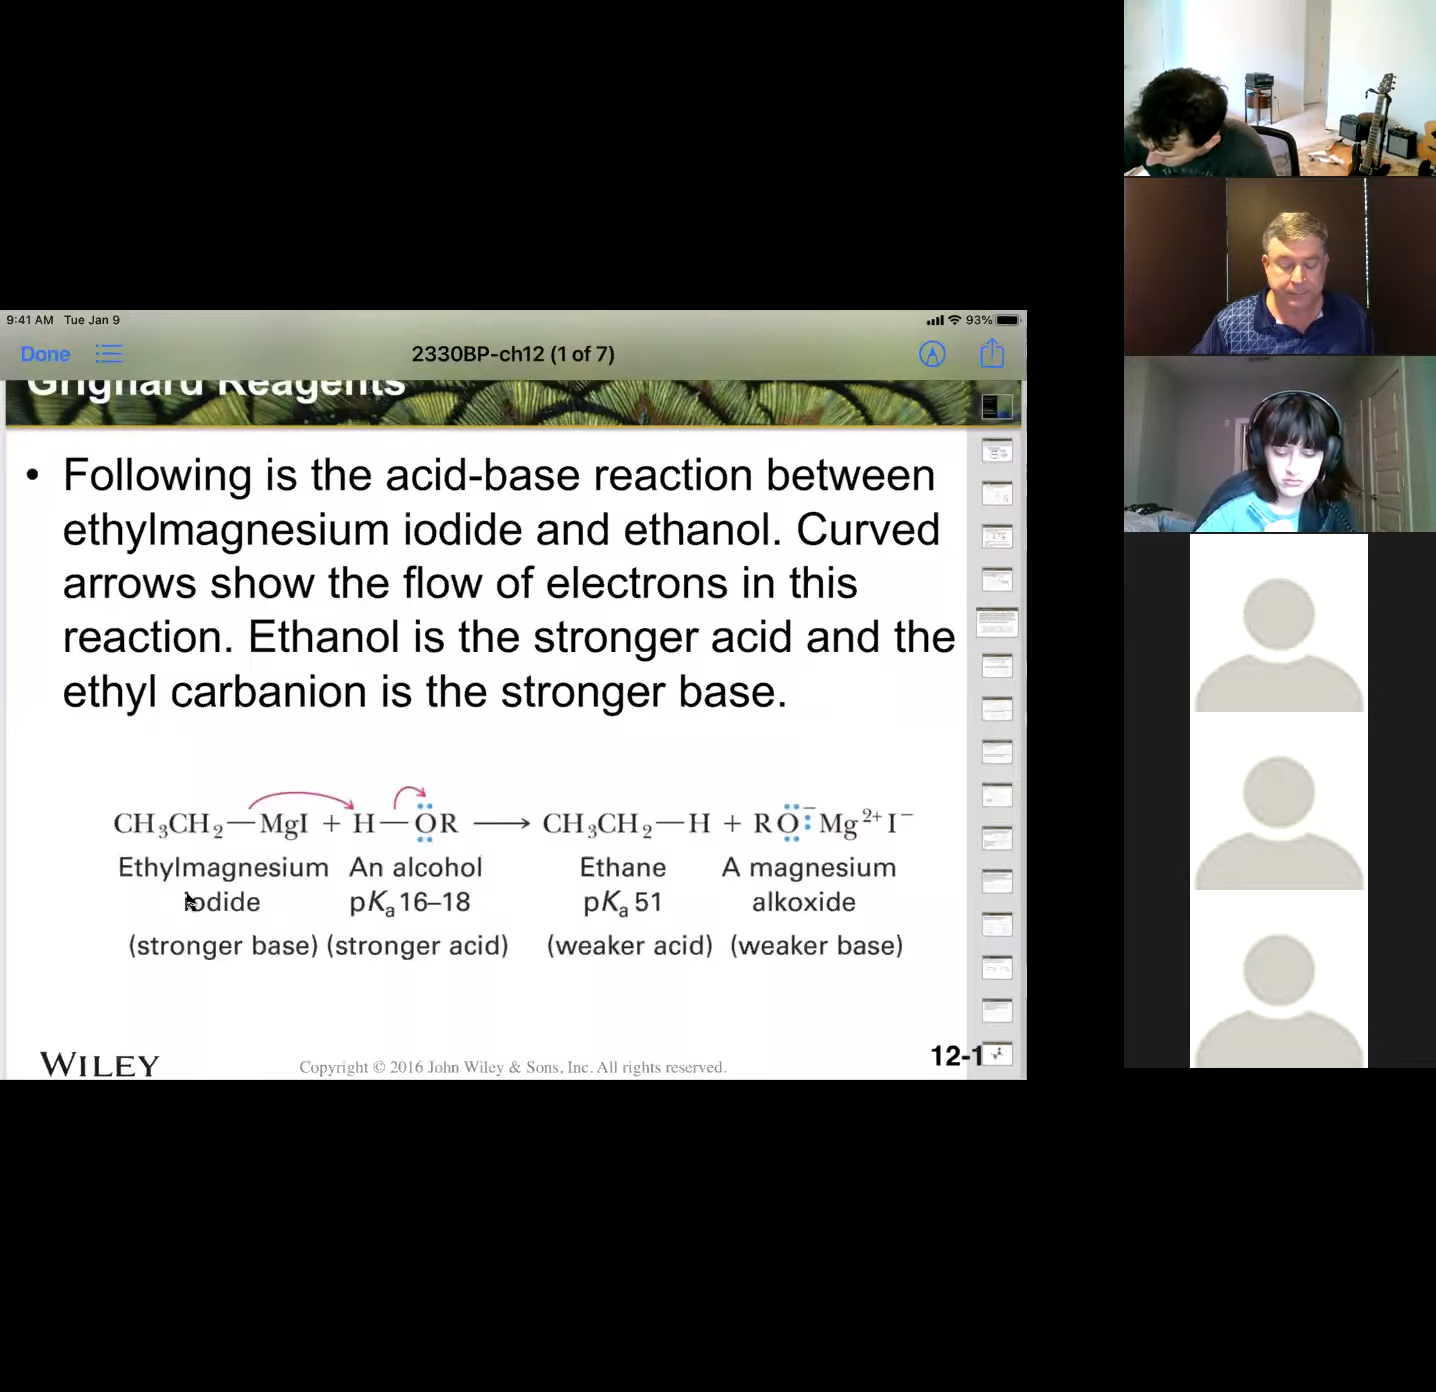 9:41 AM Tue Jan 9
93%
Done
2330BP-ch12 (1 of 7)
Grignard Reagents
• Following is the acid-base reaction between
ethylmagnesium iodide and ethanol. Curved
arrows show the flow of electrons in this
reaction. Ethanol is the stronger acid and the
ethyl carbanion is the stronger base.
CH₃CH₂—MgI + H—ÖR ⟶ CH₃CH₂—H + RO⁻ Mg²⁺ I⁻
Ethylmagnesium An alcohol Ethane A magnesium
iodide pKₐ 16–18 pKₐ 51 alkoxide
(stronger base) (stronger acid) (weaker acid) (weaker base)
WILEY
Copyright © 2016 John Wiley & Sons, Inc. All rights reserved.
12-1